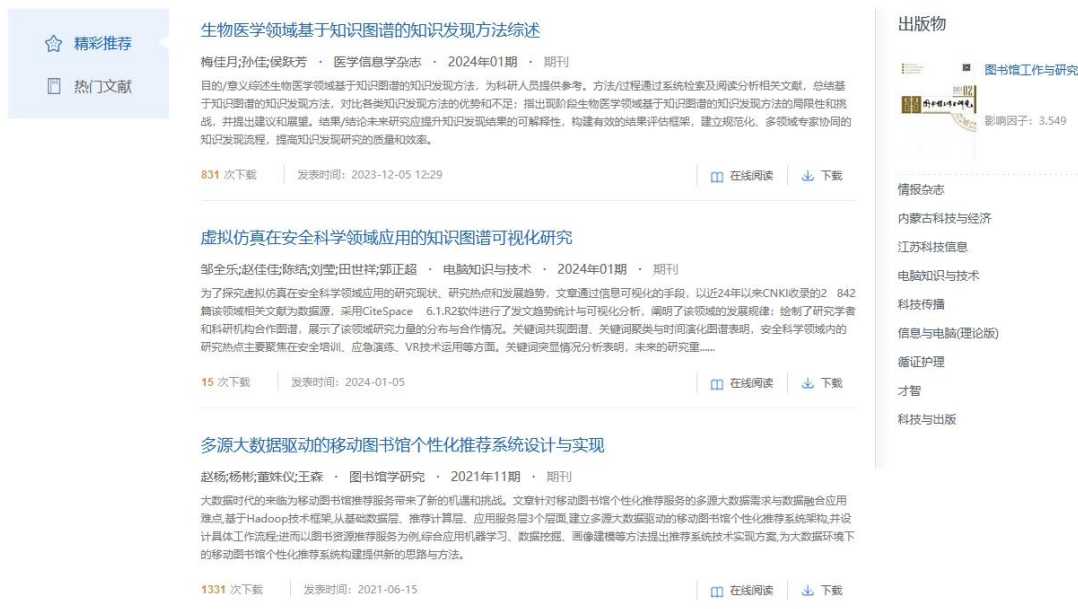 精彩推荐
热门文献
生物医学领域基于知识图谱的知识发现方法综述
梅佳月;孙佳;侯跃芳 · 医学信息学杂志 · 2024年01期 · 期刊
目的/意义综述生物医学领域基于知识图谱的知识发现方法，为科研人员提供参考。方法/过程通过系统检索及阅读分析相关文献，总结基
于知识图谱的知识发现方法，对比各类知识发现方法的优势和不足；指出现阶段生物医学领域基于知识图谱的知识发现方法的局限性和挑
战，并提出建议和展望。结果/结论未来研究应提升知识发现结果的可解释性，构建有效的结果评估框架，建立规范化、多领域专家协同的
知识发现流程，提高知识发现研究的质量和效率。
831 次下载 发表时间：2023-12-05 12:29 在线阅读 下载
虚拟仿真在安全科学领域应用的知识图谱可视化研究
邹全乐;赵佳佳;陈结;刘莹;田世祥;郭正超 · 电脑知识与技术 · 2024年01期 · 期刊
为了探究虚拟仿真在安全科学领域应用的研究现状、研究热点和发展趋势，文章通过信息可视化的手段，以近24年以来CNKI收录的2 842
篇该领域相关文献为数据源，采用CiteSpace 6.1.R2软件进行了发文趋势统计与可视化分析，阐明了该领域的发展规律；绘制了研究学者
和科研机构合作图谱，展示了该领域研究力量的分布与合作情况。关键词共现图谱、关键词聚类与时间演化图谱表明，安全科学领域内的
研究热点主要聚焦在安全培训、应急演练、VR技术运用等方面。关键词突显情况分析表明，未来的研究重......
15 次下载 发表时间：2024-01-05 在线阅读 下载
多源大数据驱动的移动图书馆个性化推荐系统设计与实现
赵杨;杨彬;董姝仪;王森 · 图书馆学研究 · 2021年11期 · 期刊
大数据时代的来临为移动图书馆推荐服务带来了新的机遇和挑战。文章针对移动图书馆个性化推荐服务的多源大数据需求与数据融合应用
难点,基于Hadoop技术框架,从基础数据层、推荐计算层、应用服务层3个层面,建立多源大数据驱动的移动图书馆个性化推荐系统架构,并设
计具体工作流程;进而以图书资源推荐服务为例,综合应用机器学习、数据挖掘、画像建模等方法提出推荐系统技术实现方案,为大数据环境下
的移动图书馆个性化推荐系统构建提供新的思路与方法。
1331 次下载 发表时间：2021-06-15 在线阅读 下载
出版物
图书馆工作与研究
影响因子：3.549
情报杂志
内蒙古科技与经济
江苏科技信息
电脑知识与技术
科技传播
信息与电脑(理论版)
循证护理
才智
科技与出版